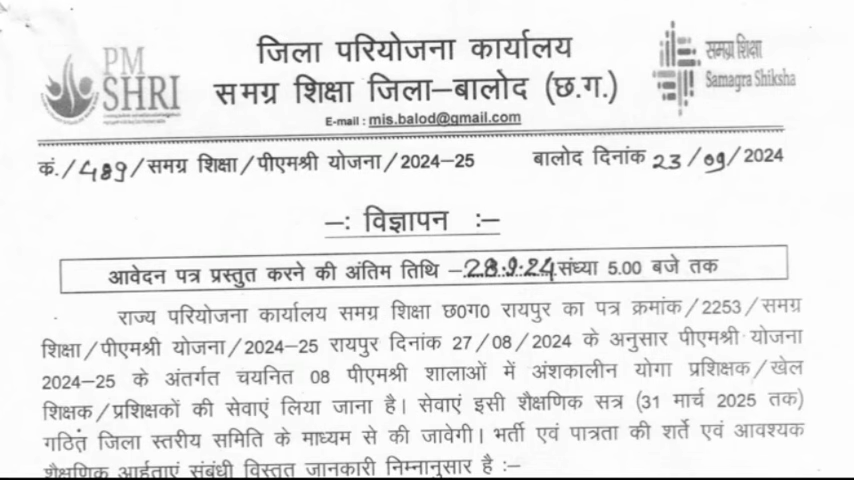 PM SHRI
जिला परियोजना कार्यालय
समग्र शिक्षा जिला–बालोद (छ.ग.)
E-mail : mis.balod@gmail.com
समग्र शिक्षा
Samagra Shiksha
कं./489/समग्र शिक्षा/पीएमश्री योजना/2024–25 बालोद दिनांक 23/09/2024
–: विज्ञापन :–
आवेदन पत्र प्रस्तुत करने की अंतिम तिथि –28.9.24 संध्या 5.00 बजे तक
राज्य परियोजना कार्यालय समग्र शिक्षा छ0ग0 रायपुर का पत्र क्रमांक/2253/समग्र
शिक्षा/पीएमश्री योजना/2024–25 रायपुर दिनांक 27/08/2024 के अनुसार पीएमश्री योजना
2024–25 के अंतर्गत चयनित 08 पीएमश्री शालाओं में अंशकालीन योगा प्रशिक्षक/खेल
शिक्षक/प्रशिक्षकों की सेवाएं लिया जाना है। सेवाएं इसी शैक्षणिक सत्र (31 मार्च 2025 तक)
गठित जिला स्तरीय समिति के माध्यम से की जावेगी। भर्ती एवं पात्रता की शर्ते एवं आवश्यक
शैक्षणिक आर्हताएं संबंधी विस्तृत जानकारी निम्नानुसार है :–